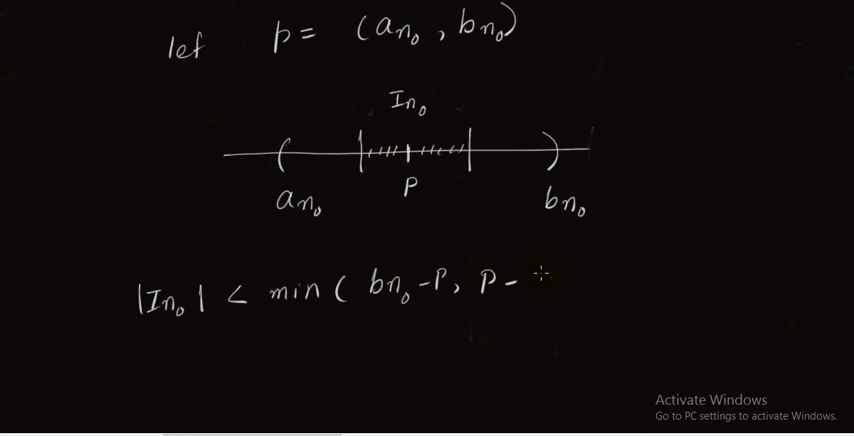 let p = (an₀, bn₀)
In₀
P
an₀ bn₀
|In₀| < min( bn₀-P, P-
Activate Windows
Go to PC settings to activate Windows.